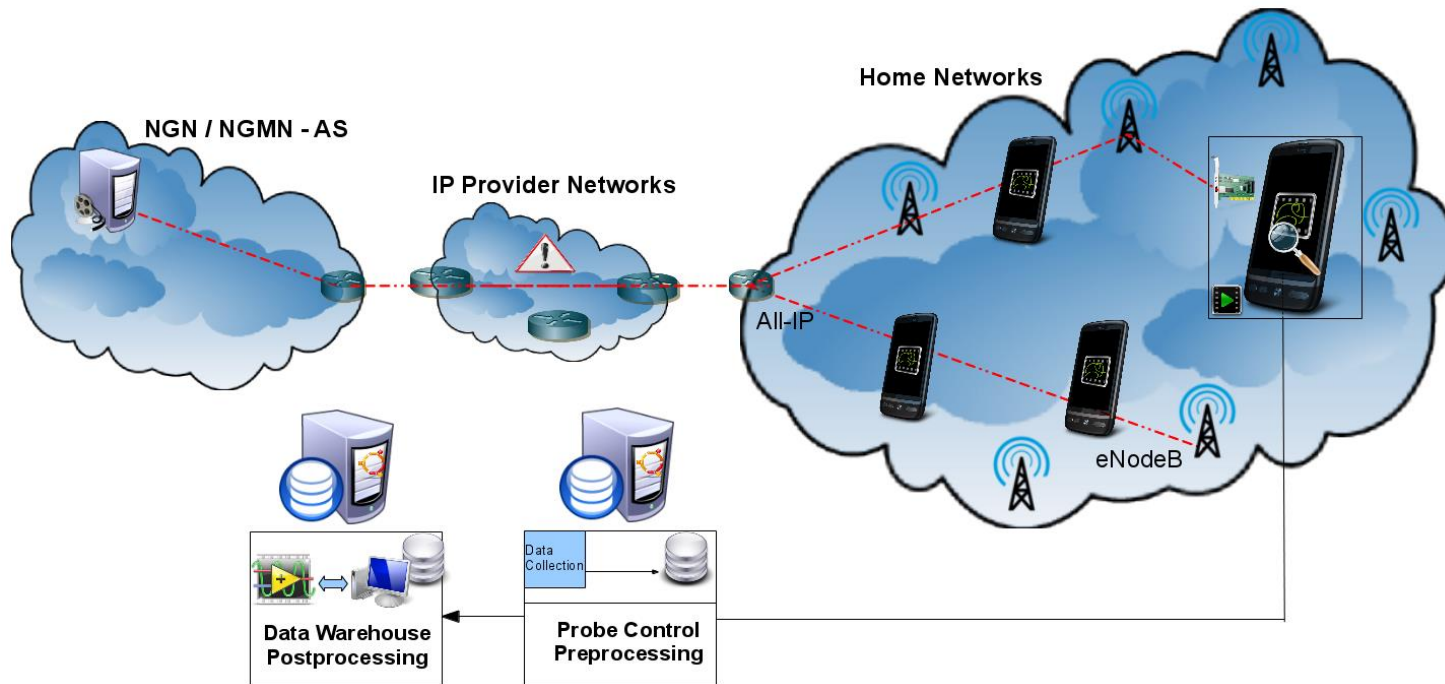 Home Networks
NGN / NGMN - AS
IP Provider Networks
All-IP
eNodeB
Data
Collection
Data Warehouse
Postprocessing
Probe Control
Preprocessing